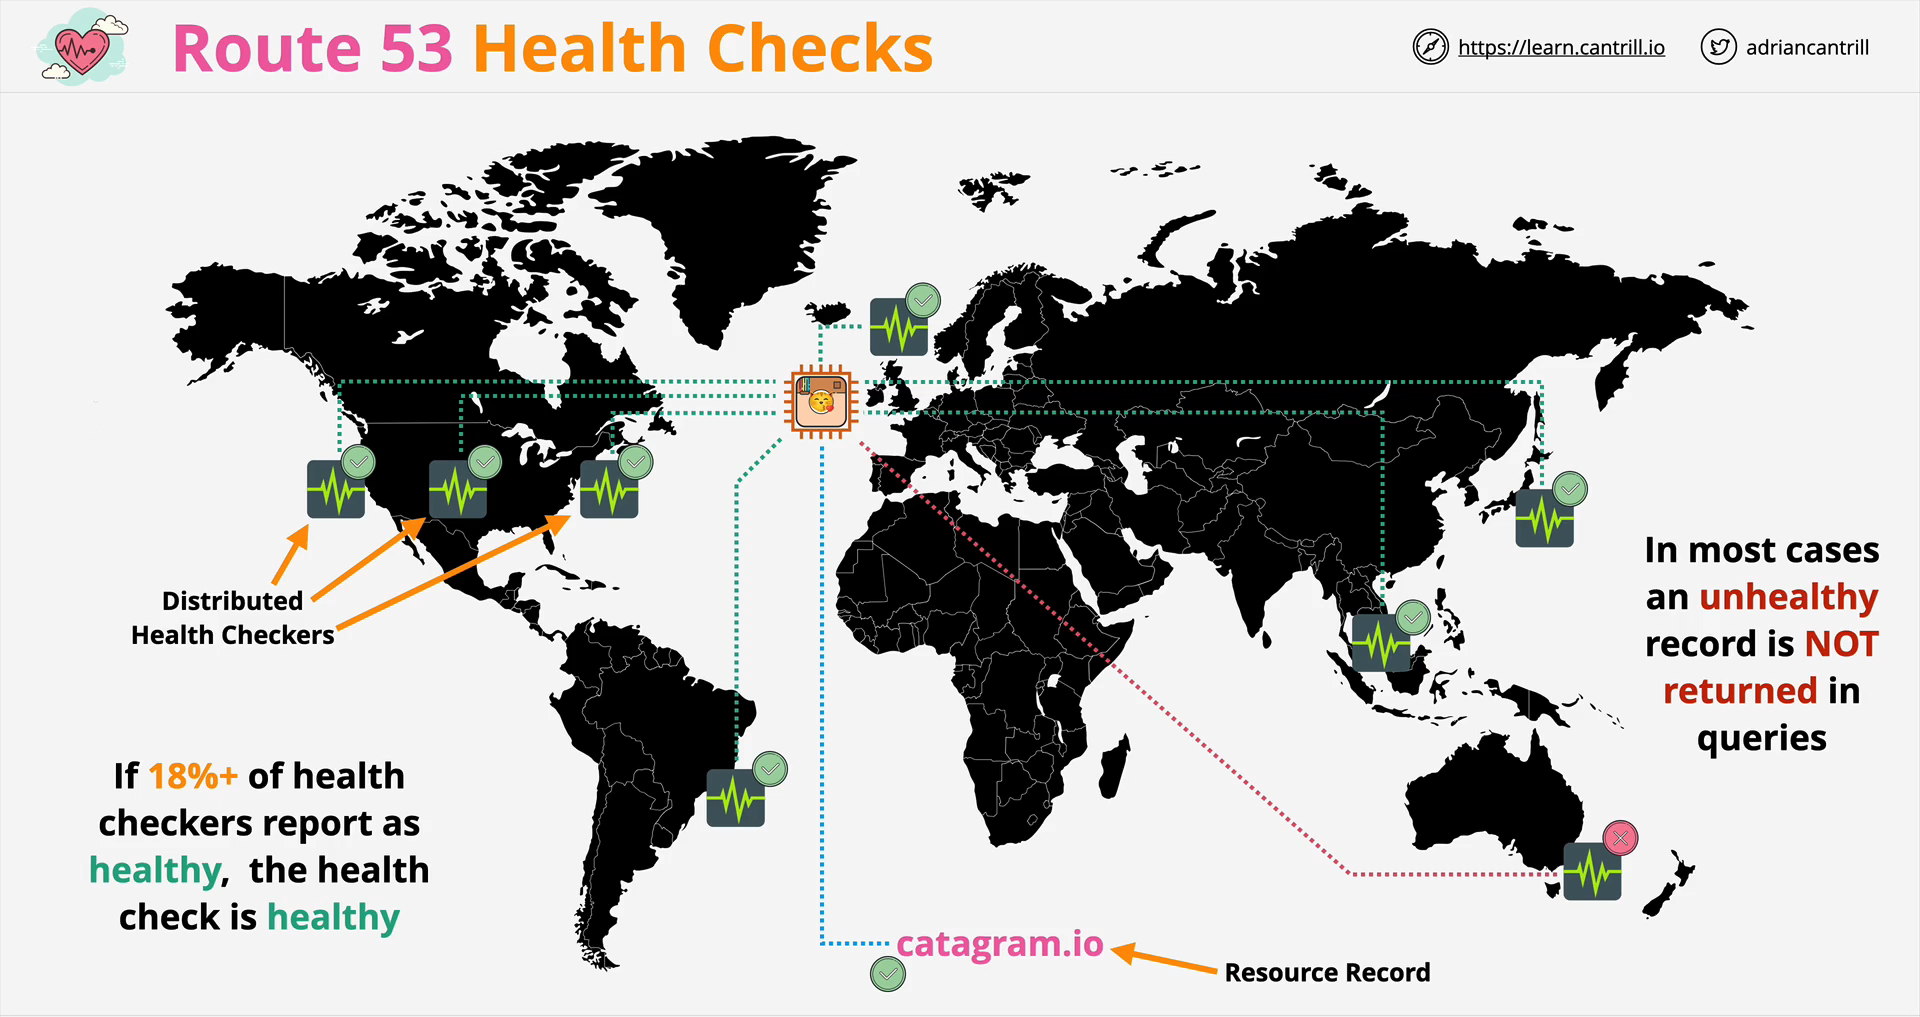 Route 53 Health Checks
https://learn.cantrill.io
adriancantrill
Distributed
Health Checkers
In most cases
an unhealthy
record is NOT
returned in
queries
If 18%+ of health
checkers report as
healthy, the health
check is healthy
catagram.io
Resource Record